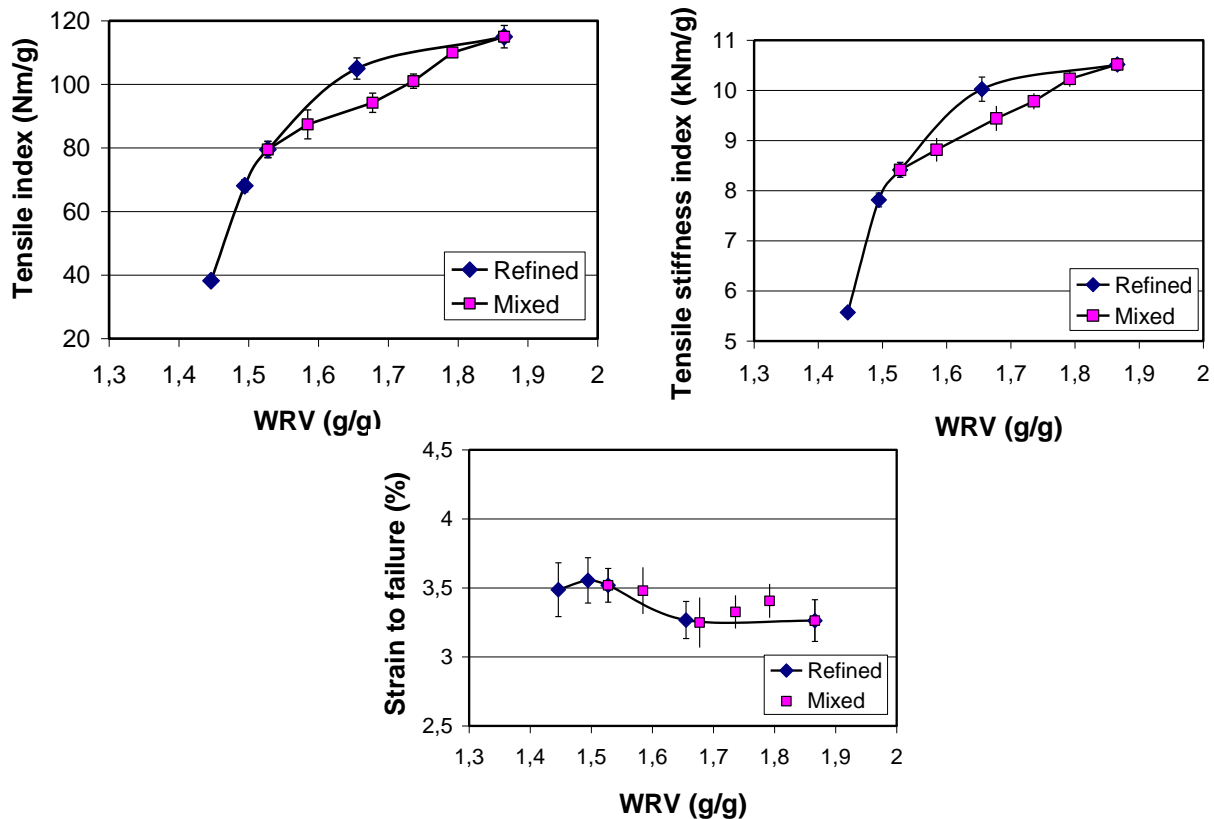 Tensile index (Nm/g)
120
100
80
60
40
20
Refined
Mixed
1,3 1,4 1,5 1,6 1,7 1,8 1,9 2
WRV (g/g)
Tensile stiffness index (kNm/g)
11
10
9
8
7
6
5
Refined
Mixed
1,3 1,4 1,5 1,6 1,7 1,8 1,9 2
WRV (g/g)
Strain to failure (%)
4,5
4
3,5
3
2,5
Refined
Mixed
1,3 1,4 1,5 1,6 1,7 1,8 1,9 2
WRV (g/g)